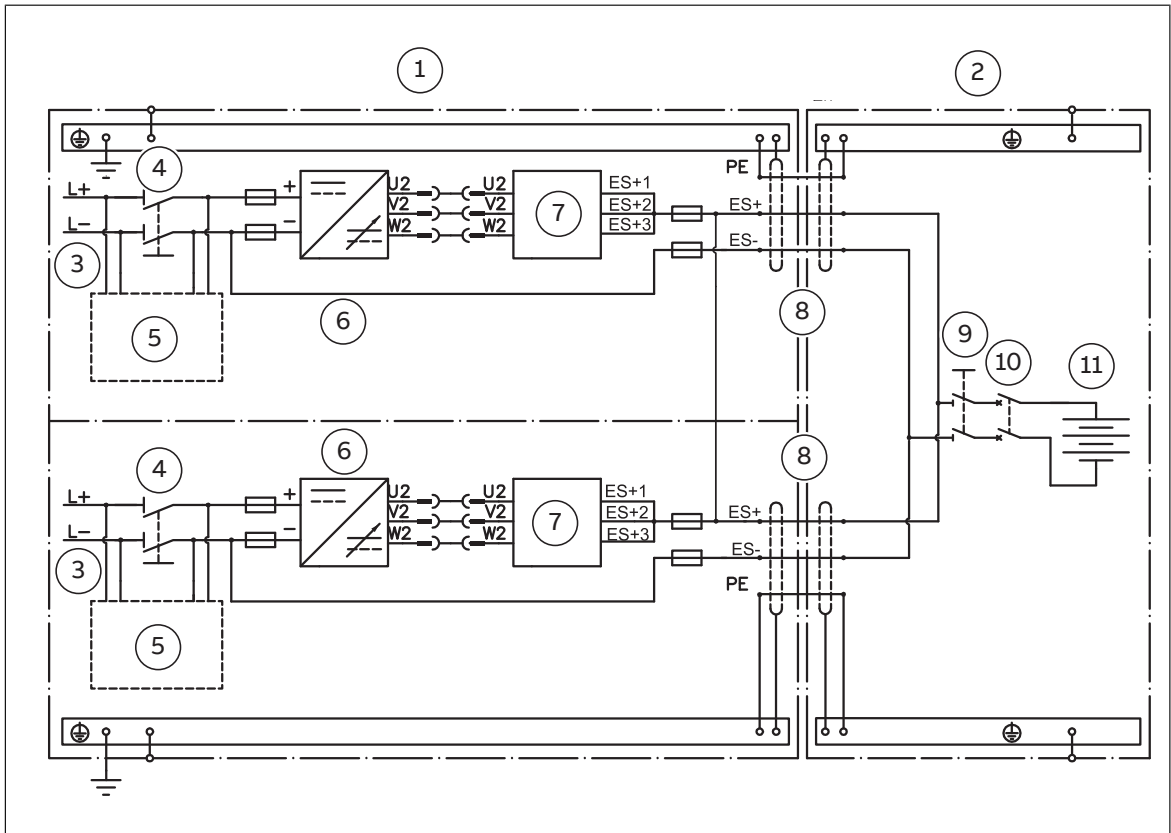 1
2
4
PE
L+
+
U2
U2
ES+1
7
V2
V2
ES+2
ES+
L-
-
W2
W2
ES+3
ES-
3
8
6
5
9
10
11
6
8
4
L+
+
U2
U2
ES+1
7
V2
V2
ES+2
ES+
L-
-
W2
W2
ES+3
ES-
3
PE
5